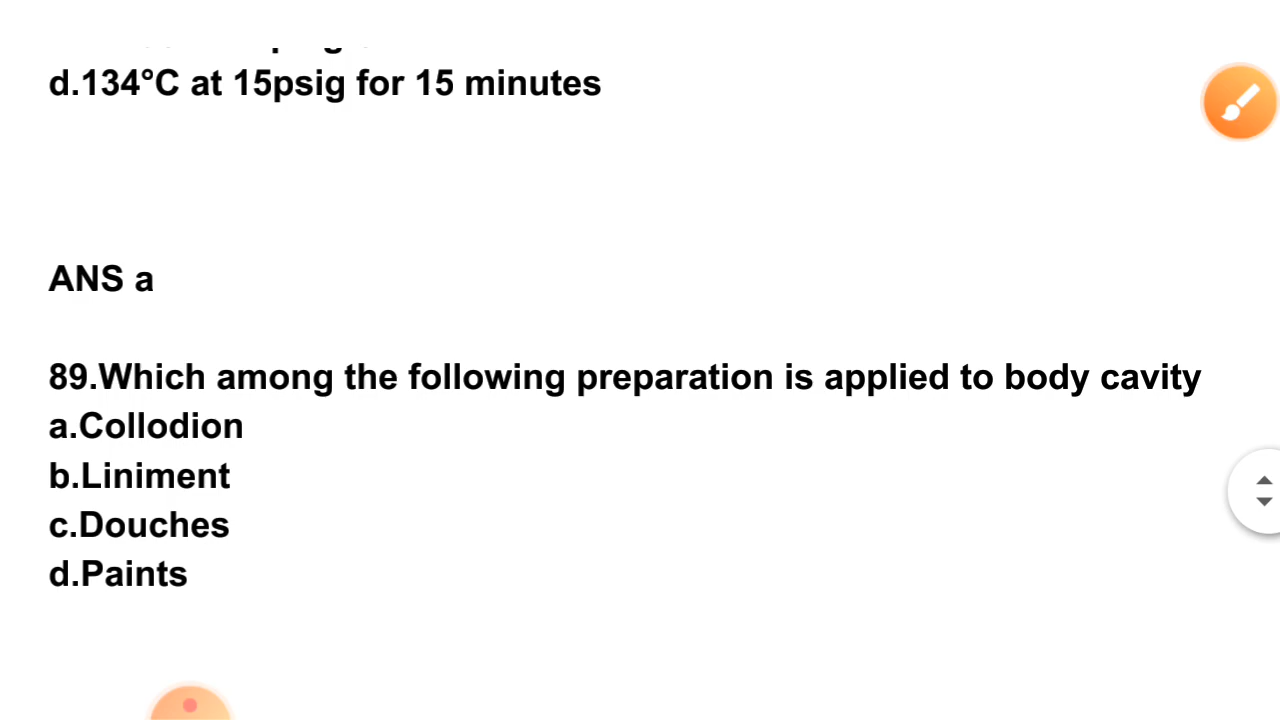 d.134°C at 15psig for 15 minutes
ANS a
89.Which among the following preparation is applied to body cavity
a.Collodion
b.Liniment
c.Douches
d.Paints